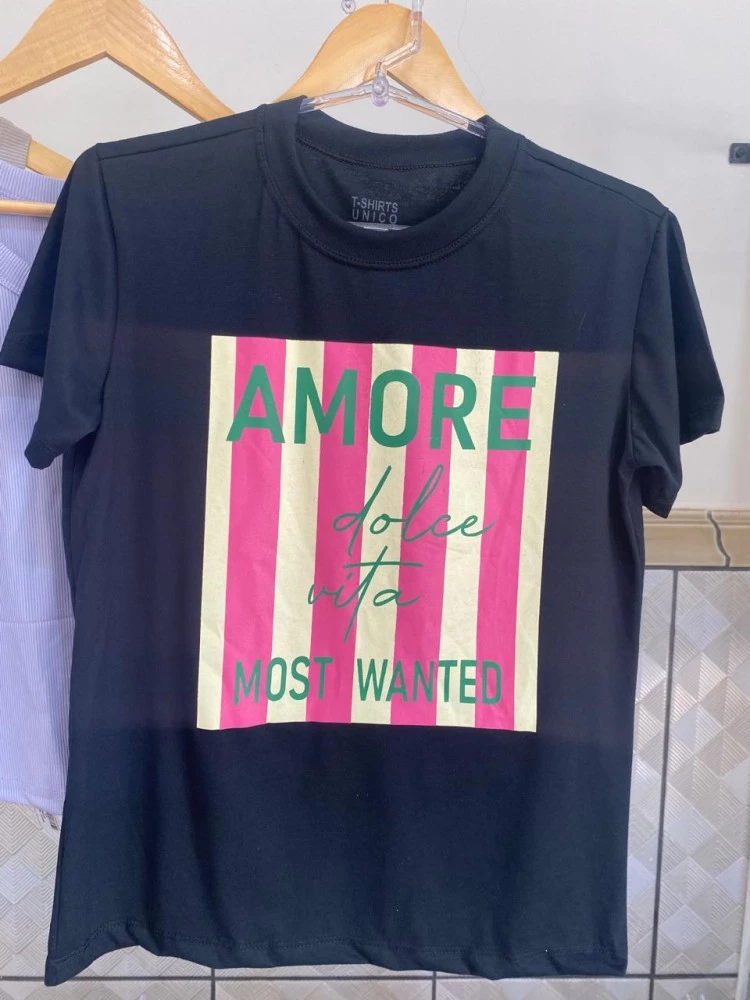 T-SHIRTS
UNICO
AMORE
dolce
vita
MOST WANTED